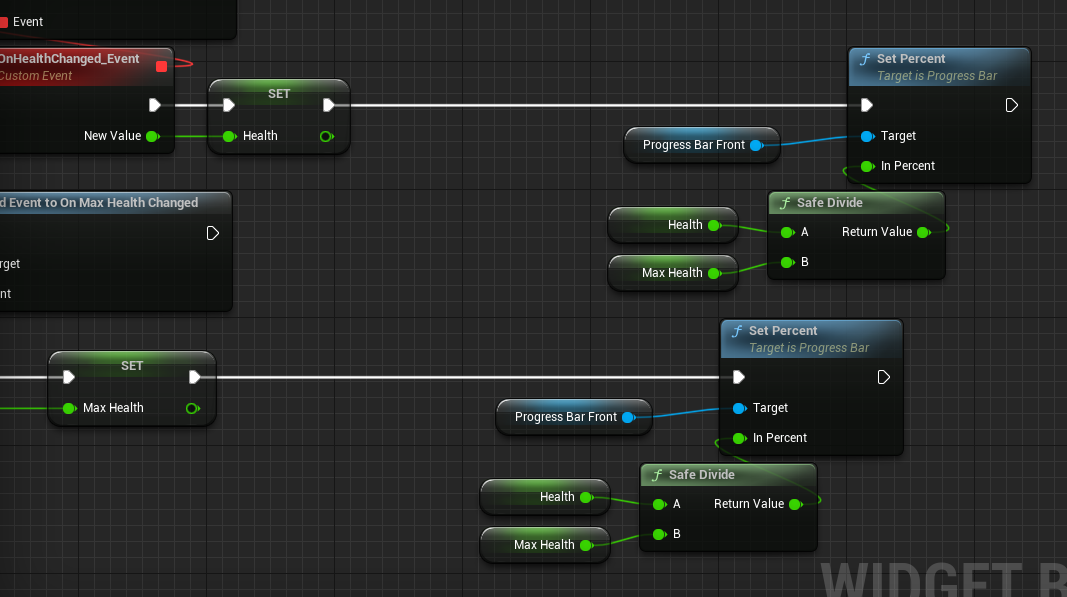 Event
OnHealthChanged_Event
Custom Event
New Value
SET
Health
Set Percent
Target is Progress Bar
Target
In Percent
Progress Bar Front
Safe Divide
A
Return Value
B
Health
Max Health
d Event to On Max Health Changed
rget
nt
SET
Max Health
Set Percent
Target is Progress Bar
Target
In Percent
Progress Bar Front
Safe Divide
A
Return Value
B
Health
Max Health
WIDGET B